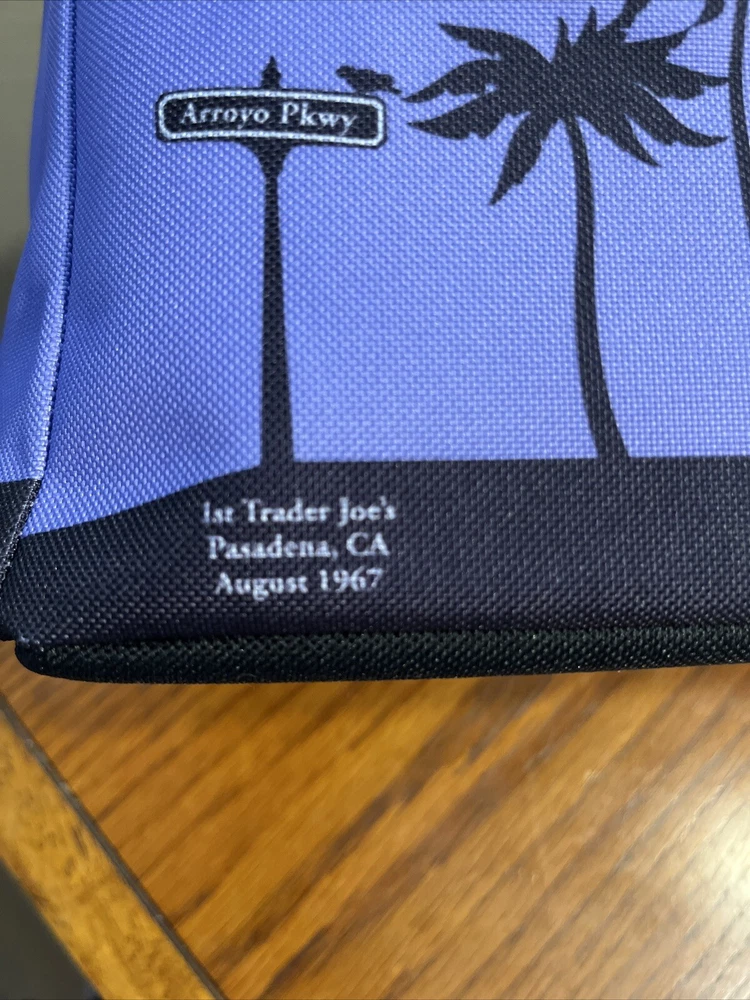 Arroyo Pkwy
1st Trader Joe's
Pasadena, CA
August 1967